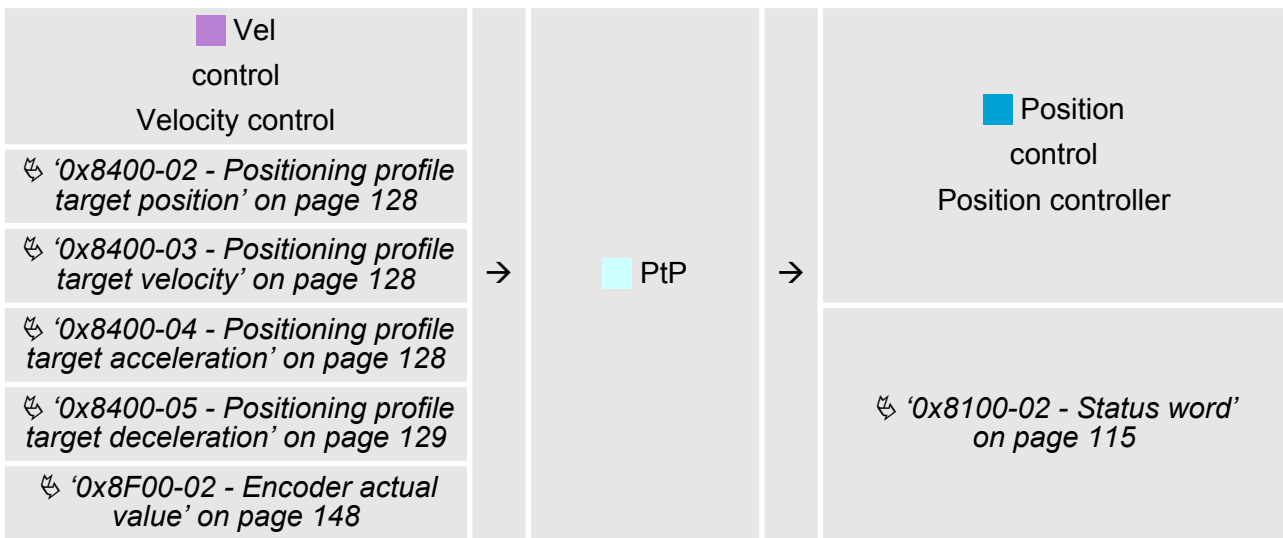 Vel
control
Velocity control
'0x8400-02 - Positioning profile
target position' on page 128
'0x8400-03 - Positioning profile
target velocity' on page 128
'0x8400-04 - Positioning profile
target acceleration' on page 128
'0x8400-05 - Positioning profile
target deceleration' on page 129
'0x8F00-02 - Encoder actual
value' on page 148
→
PtP
→
Position
control
Position controller
'0x8100-02 - Status word'
on page 115